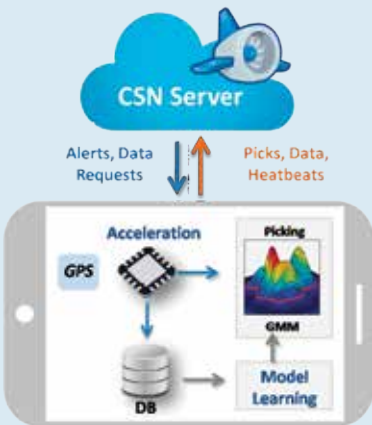 CSN Server
Alerts, Data
Requests
Picks, Data,
Heatbeats
Acceleration
Picking
GPS
GMM
DB
Model
Learning